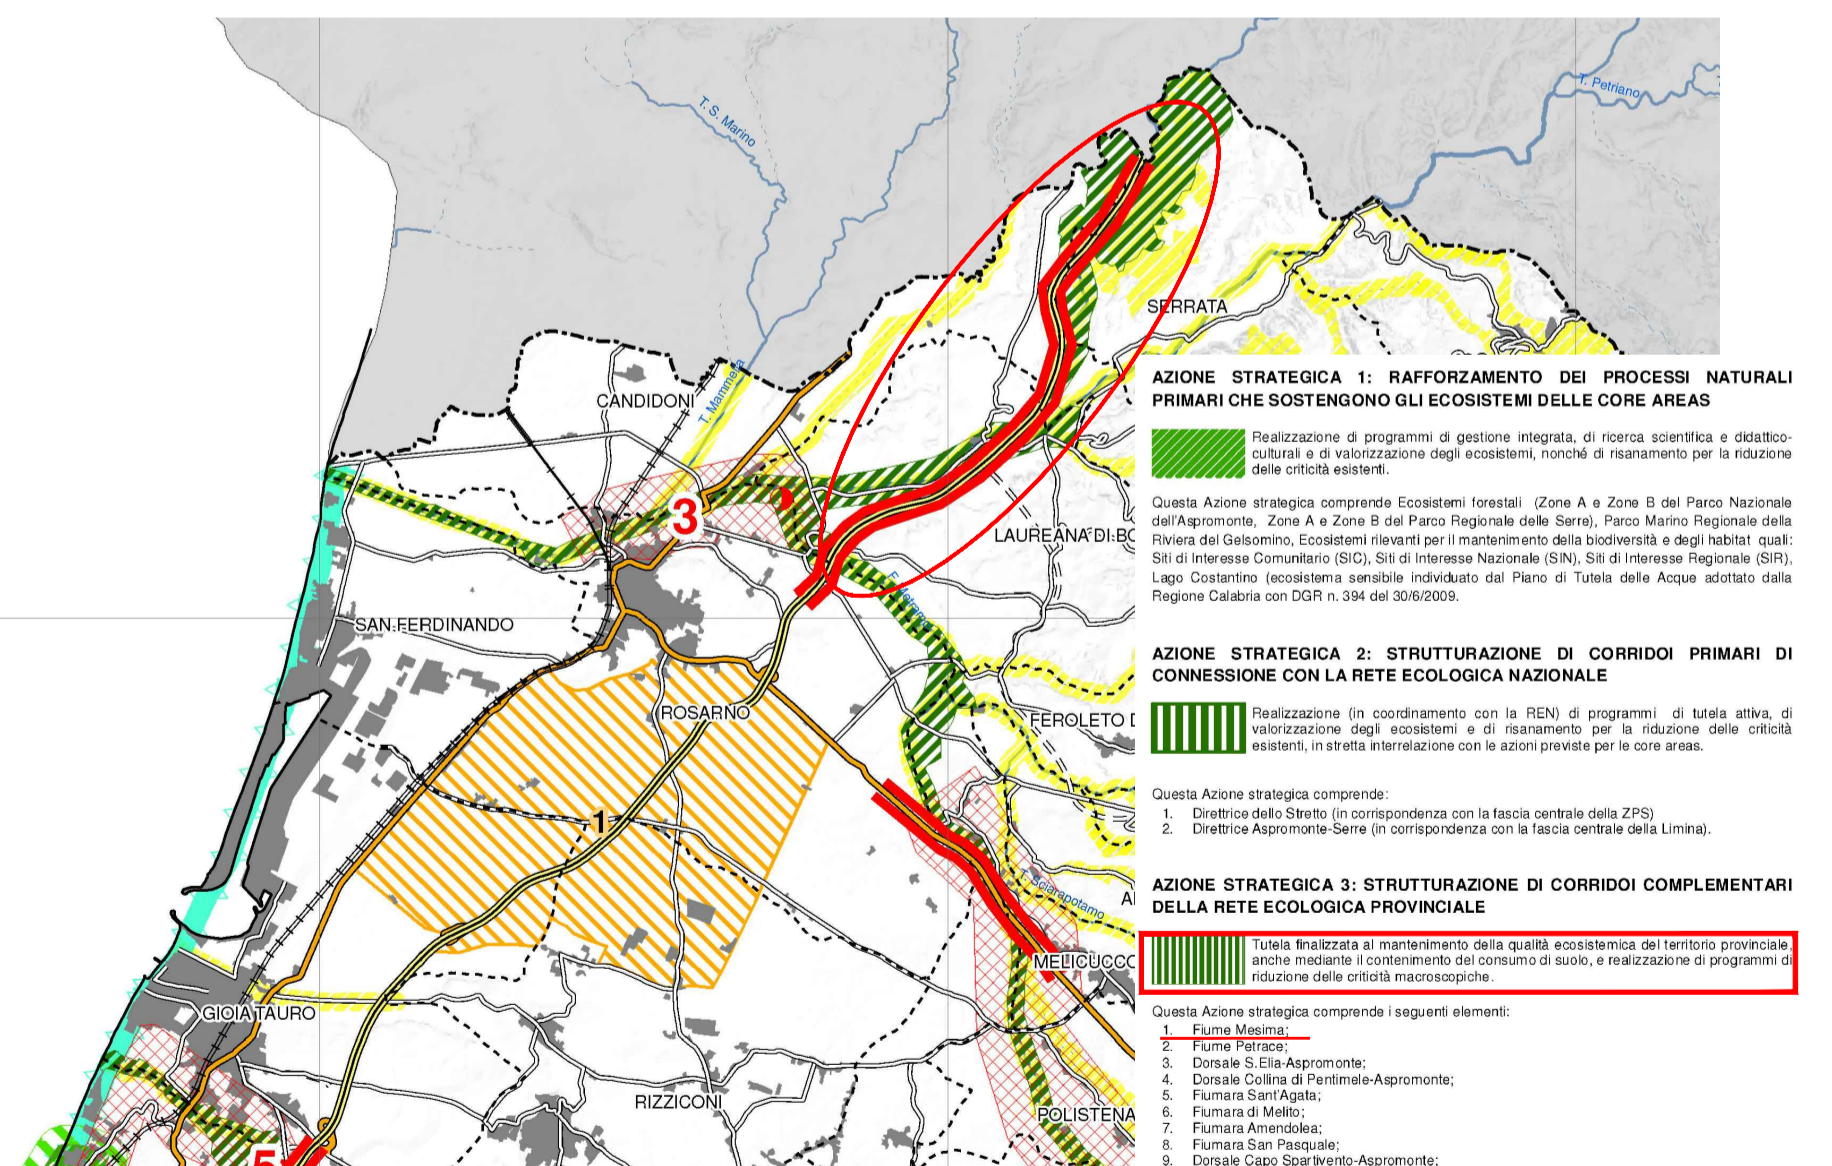 T. Petriano
T. S. Marino
SERRATA
CANDIDONI
T. Mammella
3
LAUREANA DI BO
F. Metramo
SAN FERDINANDO
ROSARNO
FEROLETO D
1
T. Sciarapotamo
MELICUCCO
GIOIA TAURO
RIZZICONI
POLISTENA
5
AZIONE STRATEGICA 1: RAFFORZAMENTO DEI PROCESSI NATURALI
PRIMARI CHE SOSTENGONO GLI ECOSISTEMI DELLE CORE AREAS
Realizzazione di programmi di gestione integrata, di ricerca scientifica e didattico-
culturali e di valorizzazione degli ecosistemi, nonché di risanamento per la riduzione
delle criticità esistenti.
Questa Azione strategica comprende Ecosistemi forestali (Zone A e Zone B del Parco Nazionale
dell'Aspromonte, Zone A e Zone B del Parco Regionale delle Serre), Parco Marino Regionale della
Riviera del Gelsomino, Ecosistemi rilevanti per il mantenimento della biodiversità e degli habitat quali:
Siti di Interesse Comunitario (SIC), Siti di Interesse Nazionale (SIN), Siti di Interesse Regionale (SIR),
Lago Costantino (ecosistema sensibile individuato dal Piano di Tutela delle Acque adottato dalla
Regione Calabria con DGR n. 394 del 30/6/2009.
AZIONE STRATEGICA 2: STRUTTURAZIONE DI CORRIDOI PRIMARI DI
CONNESSIONE CON LA RETE ECOLOGICA NAZIONALE
Realizzazione (in coordinamento con la REN) di programmi di tutela attiva, di
valorizzazione degli ecosistemi e di risanamento per la riduzione delle criticità
esistenti, in stretta interrelazione con le azioni previste per le core areas.
Questa Azione strategica comprende:
1. Direttrice dello Stretto (in corrispondenza con la fascia centrale della ZPS)
2. Direttrice Aspromonte-Serre (in corrispondenza con la fascia centrale della Limina).
AZIONE STRATEGICA 3: STRUTTURAZIONE DI CORRIDOI COMPLEMENTARI
DELLA RETE ECOLOGICA PROVINCIALE
Tutela finalizzata al mantenimento della qualità ecosistemica del territorio provinciale,
anche mediante il contenimento del consumo di suolo, e realizzazione di programmi di
riduzione delle criticità macroscopiche.
Questa Azione strategica comprende i seguenti elementi:
1. Fiume Mesima;
2. Fiume Petrace;
3. Dorsale S.Elia-Aspromonte;
4. Dorsale Collina di Pentimele-Aspromonte;
5. Fiumara Sant'Agata;
6. Fiumara di Melito;
7. Fiumara Amendolea;
8. Fiumara San Pasquale;
9. Dorsale Capo Spartivento-Aspromonte;